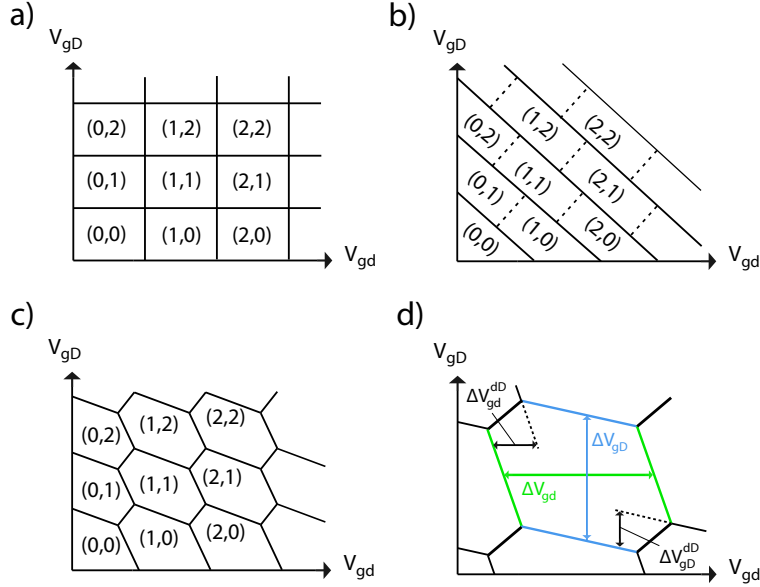 a)
V_gD
(0,2) (1,2) (2,2)
(0,1) (1,1) (2,1)
(0,0) (1,0) (2,0)
V_gd
b)
V_gD
(0,2) (1,2) (2,2)
(0,1) (1,1) (2,1)
(0,0) (1,0) (2,0)
V_gd
c)
V_gD
(0,2) (1,2) (2,2)
(0,1) (1,1) (2,1)
(0,0) (1,0) (2,0)
V_gd
d)
V_gD
ΔV_gd^dD
ΔV_gD
ΔV_gd
ΔV_gD^dD
V_gd